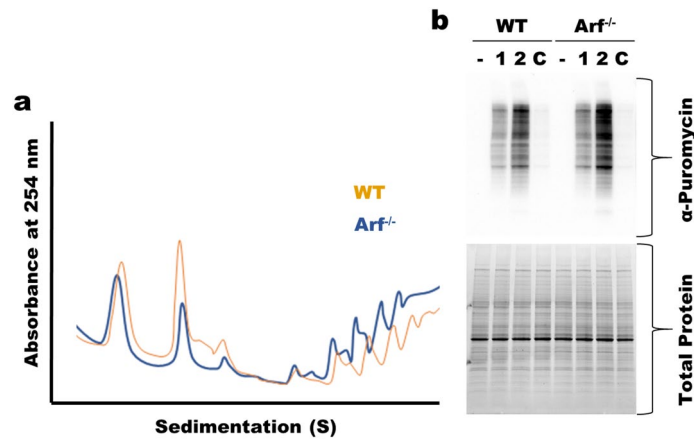 a
Absorbance at 254 nm
WT
Arf-/-
Sedimentation (S)
b
WT Arf-/-
- 1 2 C - 1 2 C
α-Puromycin
Total Protein